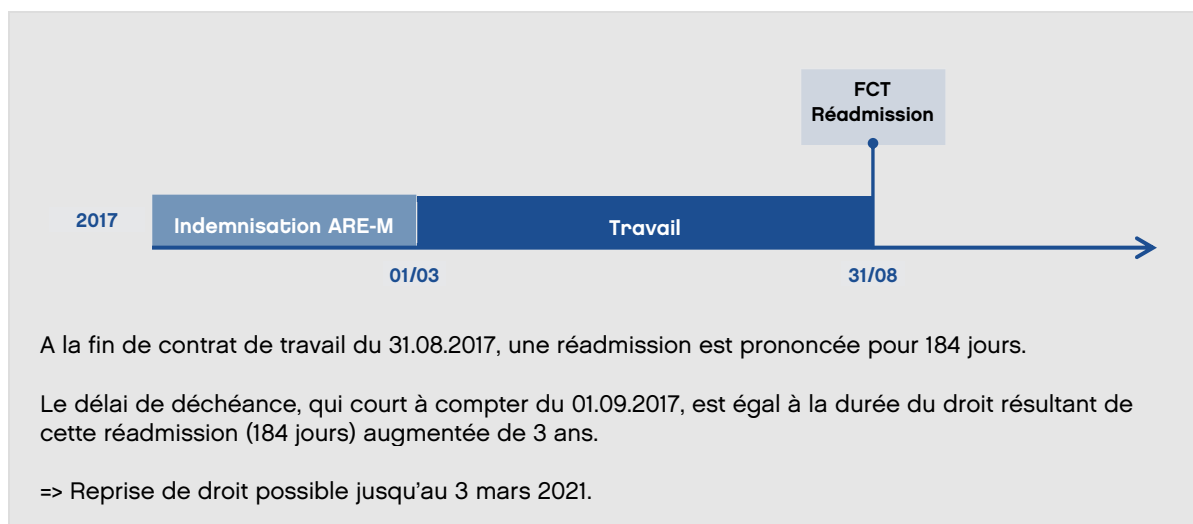 FCT
Réadmission
2017
Indemnisation ARE-M
Travail
01/03
31/08
A la fin de contrat de travail du 31.08.2017, une réadmission est prononcée pour 184 jours.
Le délai de déchéance, qui court à compter du 01.09.2017, est égal à la durée du droit résultant de
cette réadmission (184 jours) augmentée de 3 ans.
=> Reprise de droit possible jusqu'au 3 mars 2021.